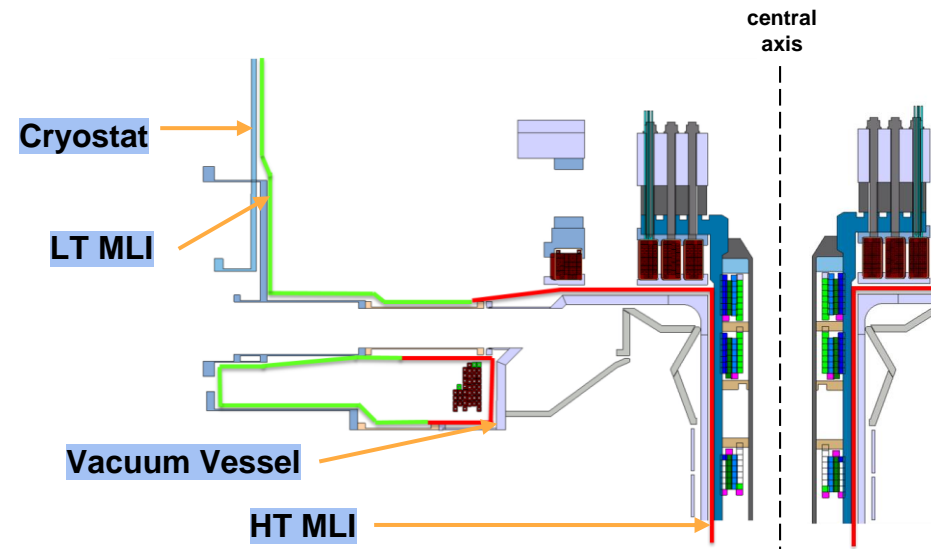 central
axis
Cryostat
LT MLI
Vacuum Vessel
HT MLI